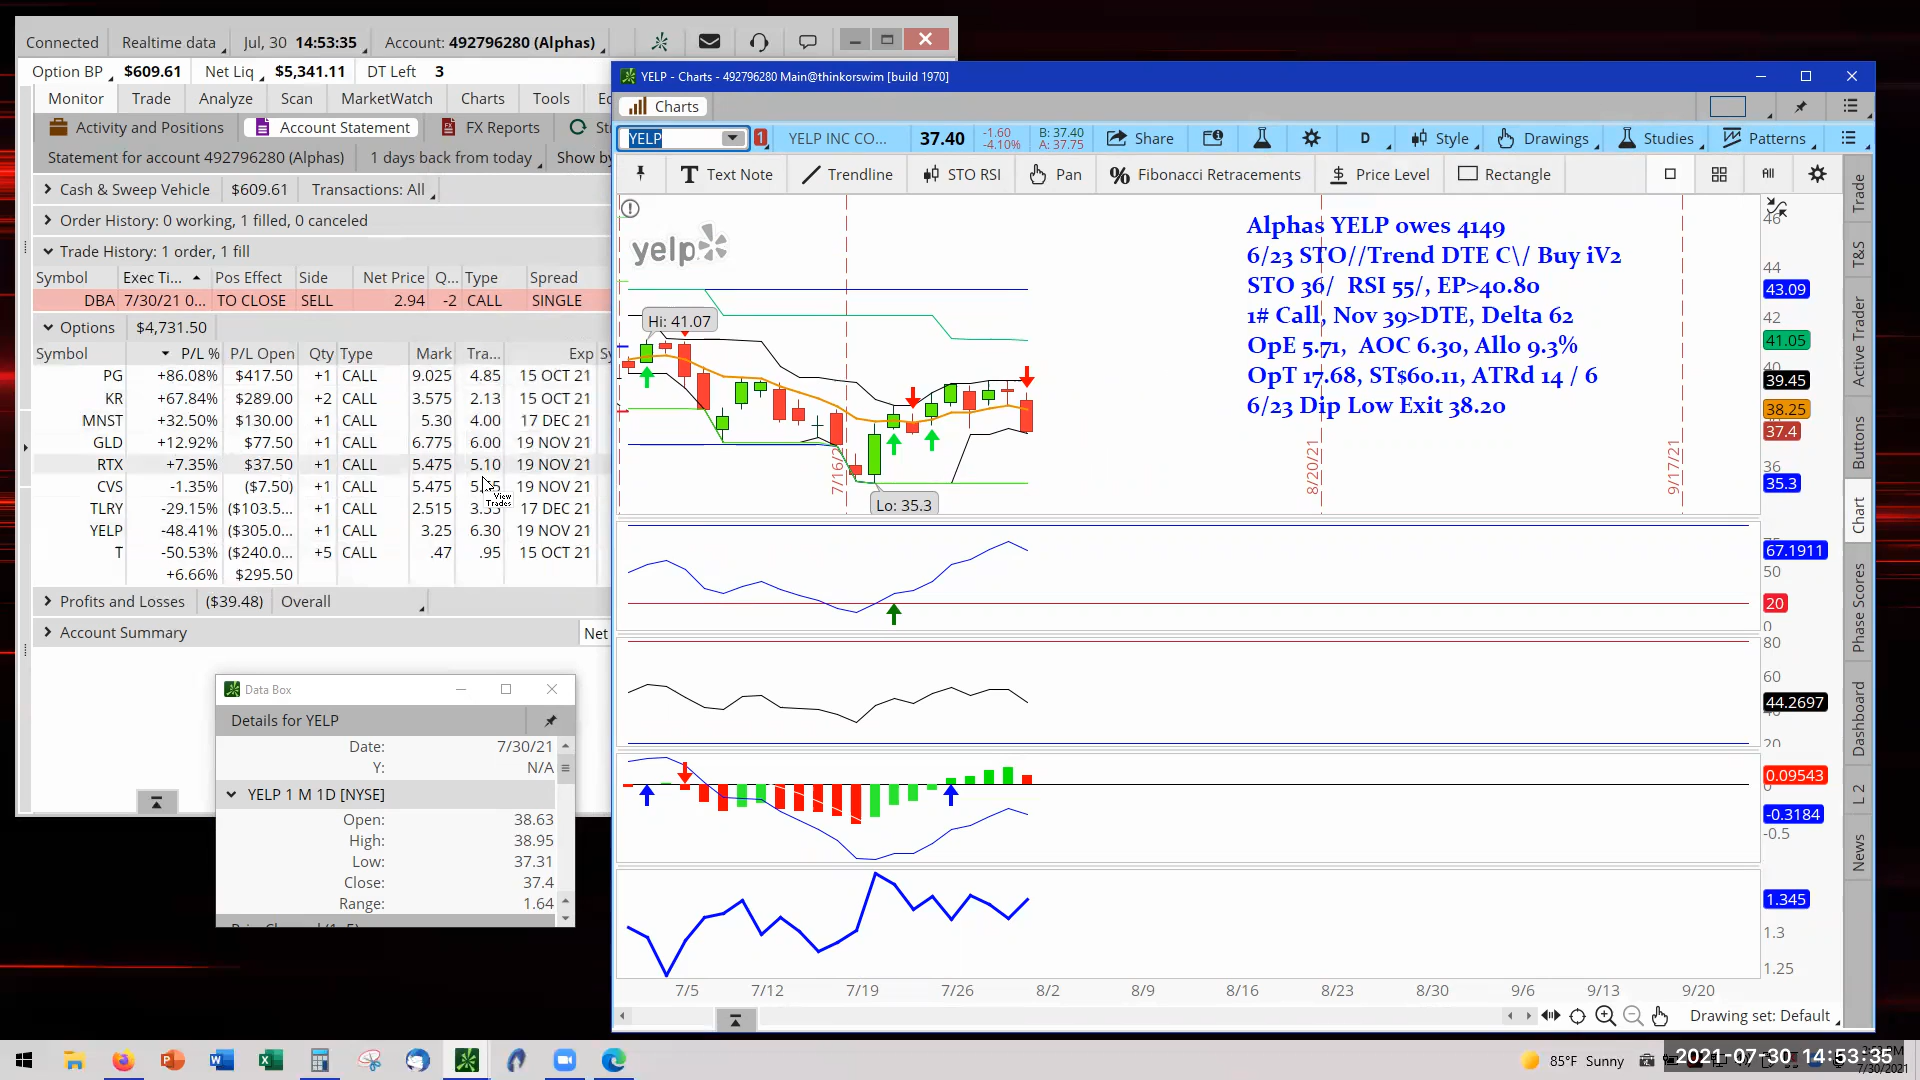 Connected Realtime data Jul, 30 14:53:35 Account: 492796280 (Alphas)
Option BP $609.61 Net Liq $5,341.11 DT Left 3
Monitor Trade Analyze Scan MarketWatch Charts Tools
Activity and Positions Account Statement FX Reports
Statement for account 492796280 (Alphas) 1 days back from today Show by
Cash & Sweep Vehicle $609.61 Transactions: All
Order History: 0 working, 1 filled, 0 canceled
Trade History: 1 order, 1 fill
Symbol Exec Ti... Pos Effect Side Net Price Q... Type Spread
DBA 7/30/21 0... TO CLOSE SELL 2.94 -2 CALL SINGLE
Options $4,731.50
Symbol P/L % P/L Open Qty Type Mark Tra... Exp
PG +86.08% $417.50 +1 CALL 9.025 4.85 15 OCT 21
KR +67.84% $289.00 +2 CALL 3.575 2.13 15 OCT 21
MNST +32.50% $130.00 +1 CALL 5.30 4.00 17 DEC 21
GLD +12.92% $77.50 +1 CALL 6.775 6.00 19 NOV 21
RTX +7.35% $37.50 +1 CALL 5.475 5.10 19 NOV 21
CVS -1.35% ($7.50) +1 CALL 5.475 19 NOV 21
View
Trades
TLRY -29.15% ($103.5... +1 CALL 2.515 17 DEC 21
YELP -48.41% ($305.0... +1 CALL 3.25 6.30 19 NOV 21
T -50.53% ($240.0... +5 CALL .47 .95 15 OCT 21
+6.66% $295.50
Profits and Losses ($39.48) Overall
Account Summary Net
Data Box
Details for YELP
Date: 7/30/21
Y: N/A
YELP 1 M 1D [NYSE]
Open: 38.63
High: 38.95
Low: 37.31
Close: 37.4
Range: 1.64
YELP - Charts - 492796280 Main@thinkorswim [build 1970]
Charts
YELP 1 YELP INC CO... 37.40 -1.60 -4.10% B: 37.40 A: 37.75 Share D Style Drawings Studies Patterns
Text Note Trendline STO RSI Pan Fibonacci Retracements Price Level Rectangle All
yelp
Alphas YELP owes 4149
6/23 STO//Trend DTE C\/ Buy iV2
STO 36/ RSI 55/, EP>40.80
1# Call, Nov 39>DTE, Delta 62
OpE 5.71, AOC 6.30, Allo 9.3%
OpT 17.68, ST$60.11, ATRd 14 / 6
6/23 Dip Low Exit 38.20
Hi: 41.07
Lo: 35.3
8/20/21
9/17/21
46
44
43.09
42
41.05
40
39.45
38.25
37.4
36
35.3
67.1911
50
20
0
80
60
44.2697
20
0.09543
0
-0.3184
-0.5
1.345
1.3
1.25
7/5 7/12 7/19 7/26 8/2 8/9 8/16 8/23 8/30 9/6 9/13 9/20
Drawing set: Default
Trade
T&S
Active Trader
Buttons
Chart
Phase Scores
Dashboard
L 2
News
85°F Sunny
2021-07-30 14:53:35
7/30/2021